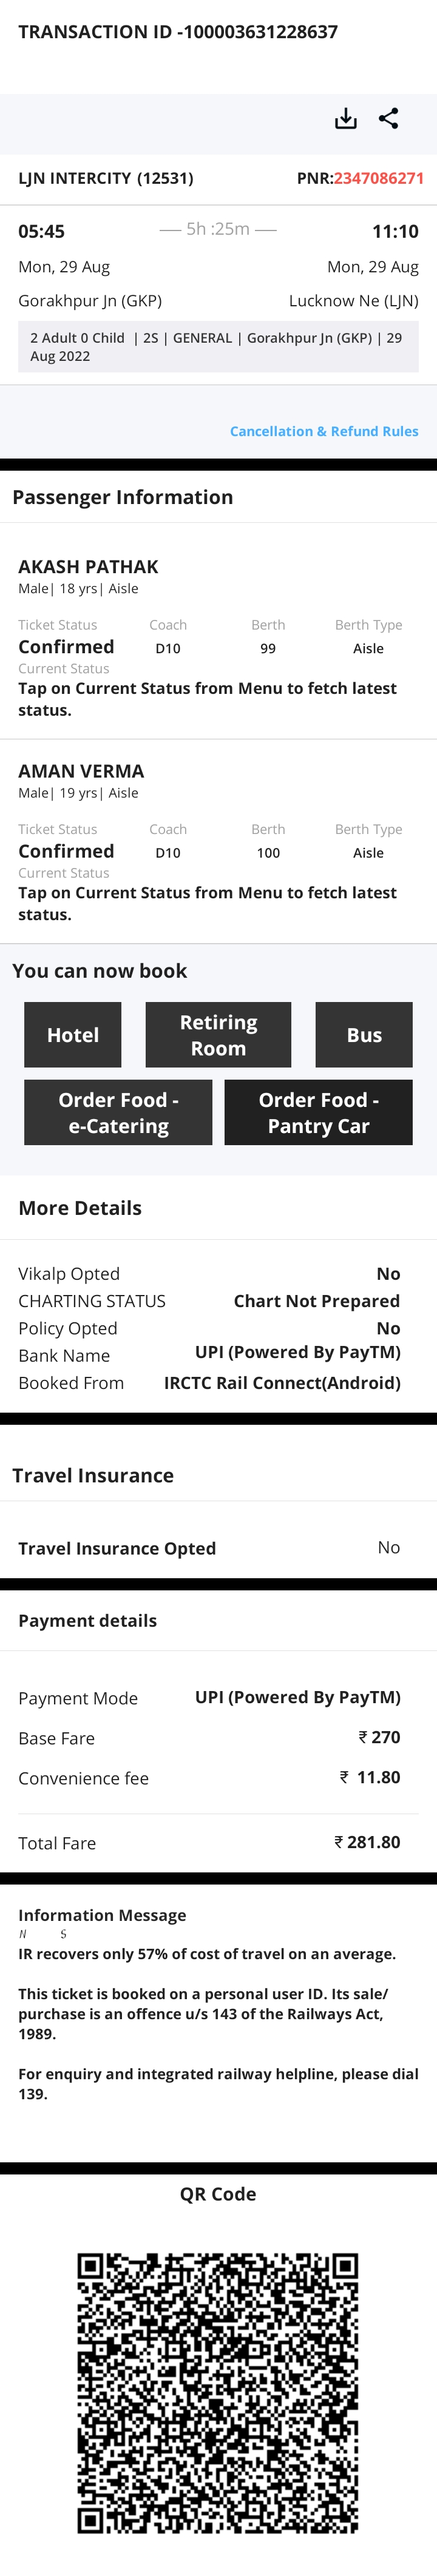 TRANSACTION ID -100003631228637
LJN INTERCITY (12531) PNR:2347086271
05:45 5h :25m 11:10
Mon, 29 Aug Mon, 29 Aug
Gorakhpur Jn (GKP) Lucknow Ne (LJN)
2 Adult 0 Child | 2S | GENERAL | Gorakhpur Jn (GKP) | 29
Aug 2022
Cancellation & Refund Rules
Passenger Information
AKASH PATHAK
Male| 18 yrs| Aisle
Ticket Status Coach Berth Berth Type
Confirmed D10 99 Aisle
Current Status
Tap on Current Status from Menu to fetch latest
status.
AMAN VERMA
Male| 19 yrs| Aisle
Ticket Status Coach Berth Berth Type
Confirmed D10 100 Aisle
Current Status
Tap on Current Status from Menu to fetch latest
status.
You can now book
Hotel Retiring Room Bus
Order Food -
e-Catering
Order Food -
Pantry Car
More Details
Vikalp Opted No
CHARTING STATUS Chart Not Prepared
Policy Opted No
Bank Name UPI (Powered By PayTM)
Booked From IRCTC Rail Connect(Android)
Travel Insurance
Travel Insurance Opted No
Payment details
Payment Mode UPI (Powered By PayTM)
Base Fare ₹ 270
Convenience fee ₹ 11.80
Total Fare ₹ 281.80
Information Message
N S
IR recovers only 57% of cost of travel on an average.
This ticket is booked on a personal user ID. Its sale/
purchase is an offence u/s 143 of the Railways Act,
1989.
For enquiry and integrated railway helpline, please dial
139.
QR Code